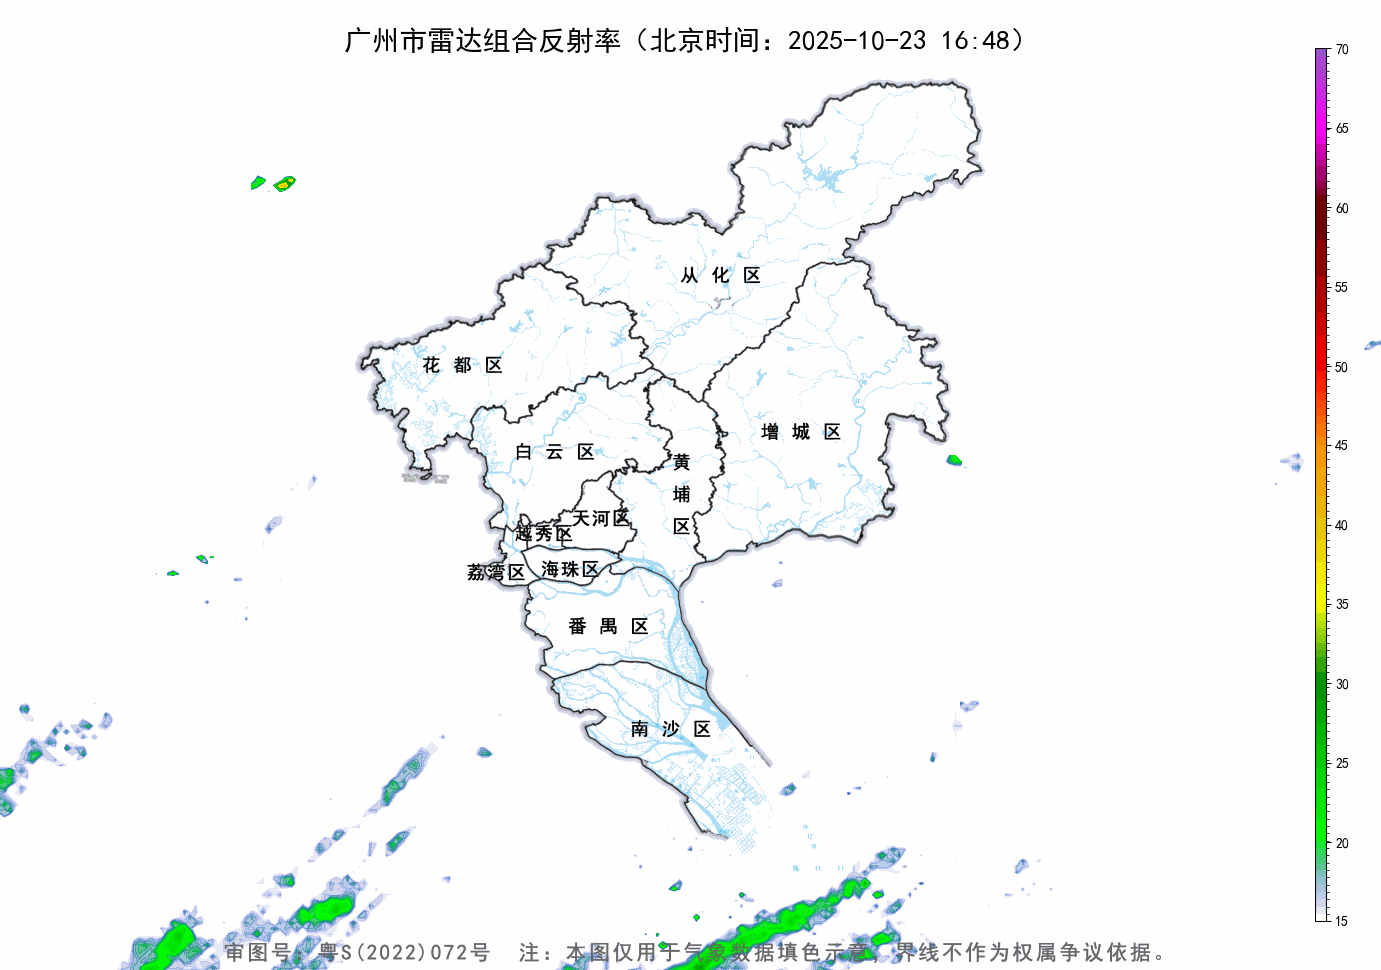 广州市雷达组合反射率（北京时间：2025-10-23 16:48）
70
65
60
55
50
45
40
35
30
25
20
15
从化区
花都区
增城区
白云区
黄埔区
天河区
越秀区
荔湾区
海珠区
番禺区
南沙区
审图号：粤S(2022)072号 注：本图仅用于气象数据填色示意，界线不作为权属争议依据。